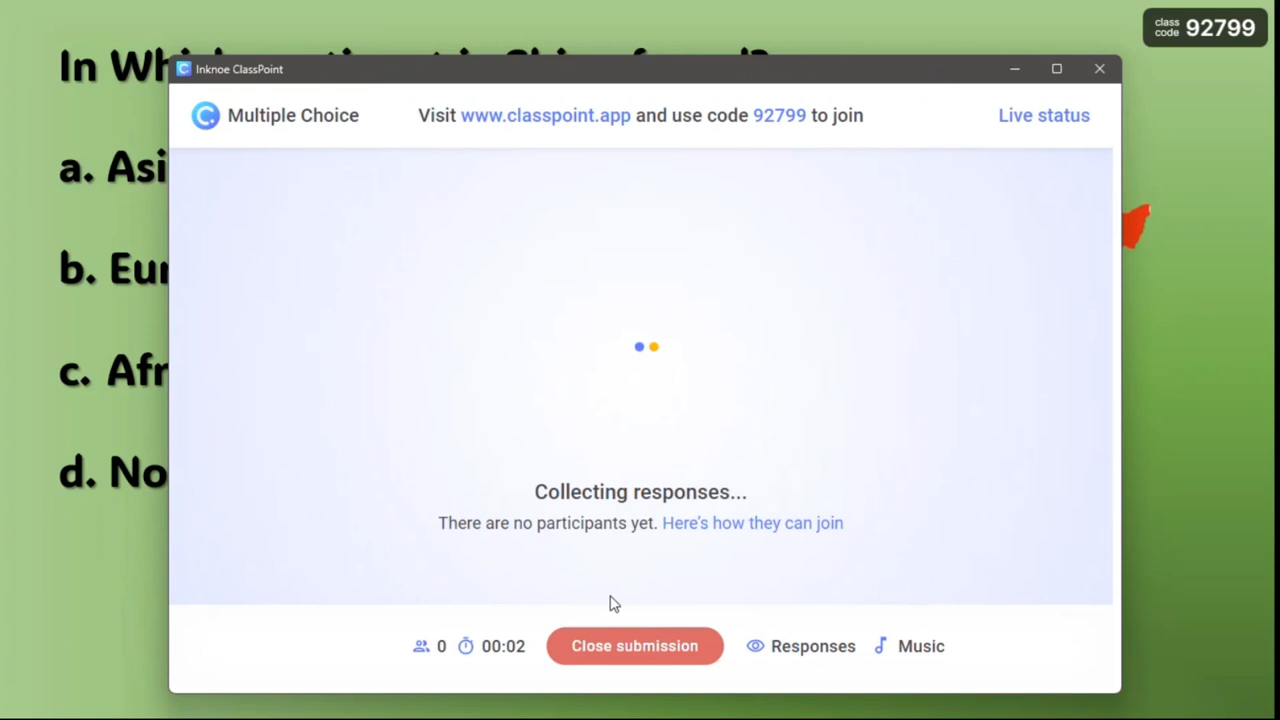 class code 92799
In Wh
Inknoe ClassPoint
Multiple Choice
Visit www.classpoint.app and use code 92799 to join
Live status
a. Asi
b. Eur
c. Afr
d. No
Collecting responses...
There are no participants yet. Here's how they can join
0
00:02
Close submission
Responses
Music